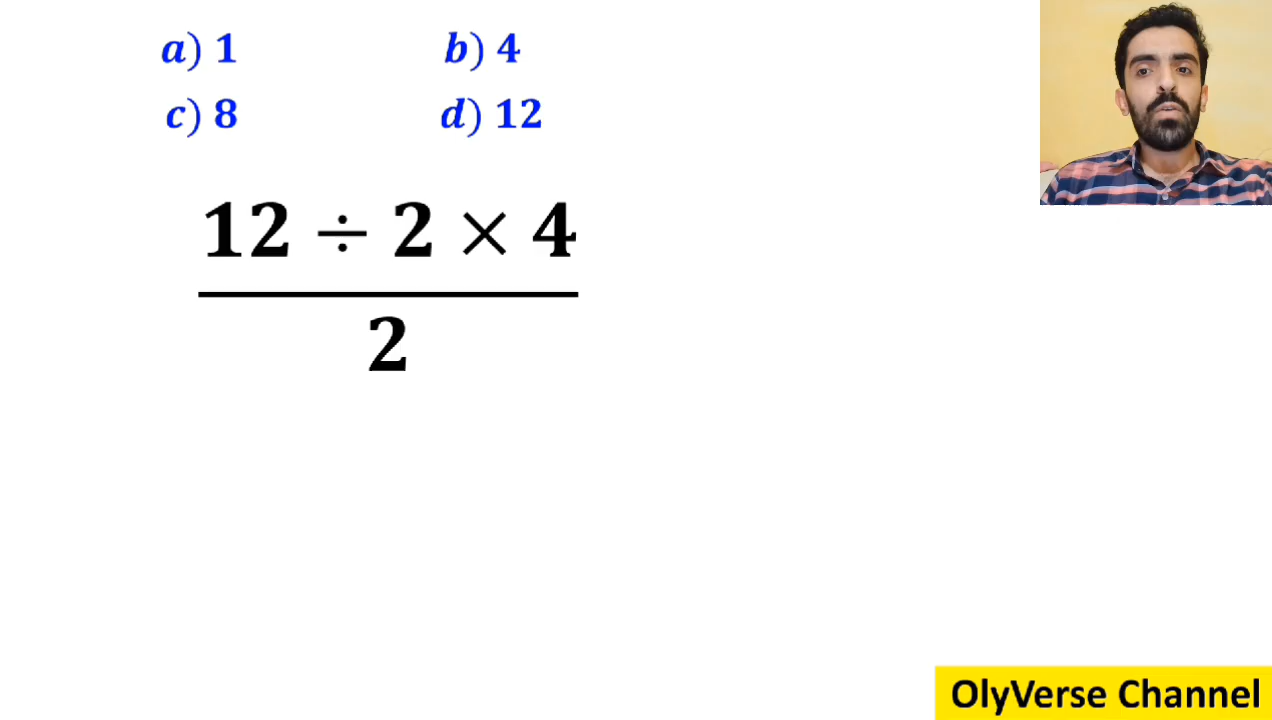 a) 1 b) 4
c) 8 d) 12
12 ÷ 2 × 4
2
OlyVerse Channel